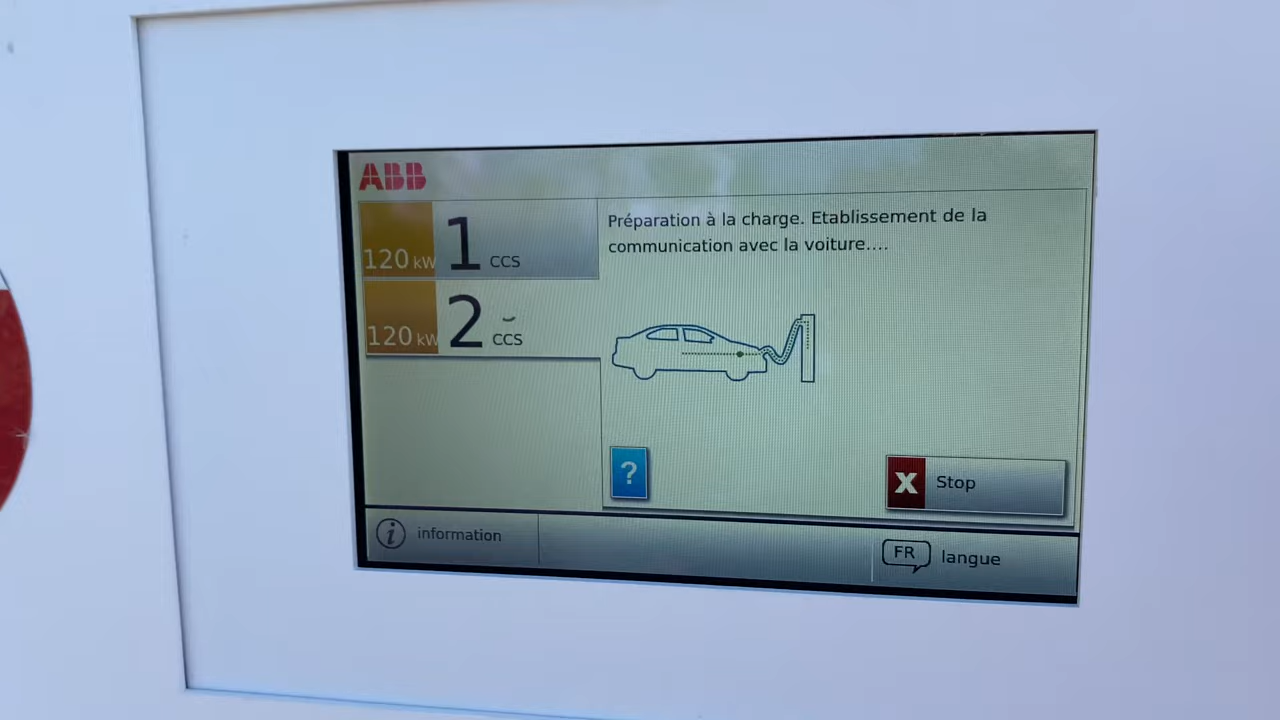 ABB
120 kW 1 CCS
120 kW 2 CCS
Préparation à la charge. Etablissement de la
communication avec la voiture....
?
X Stop
i information
FR langue